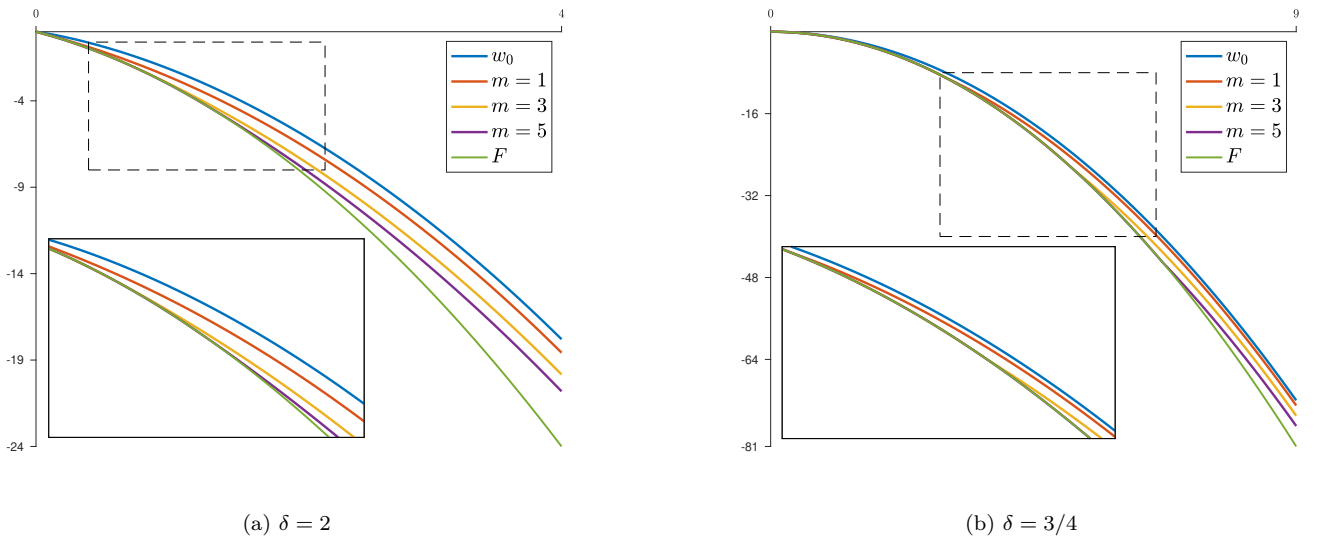 0
4
-4
-9
-14
-19
-24
w₀
m = 1
m = 3
m = 5
F
(a) δ = 2
0
9
-16
-32
-48
-64
-81
w₀
m = 1
m = 3
m = 5
F
(b) δ = 3/4